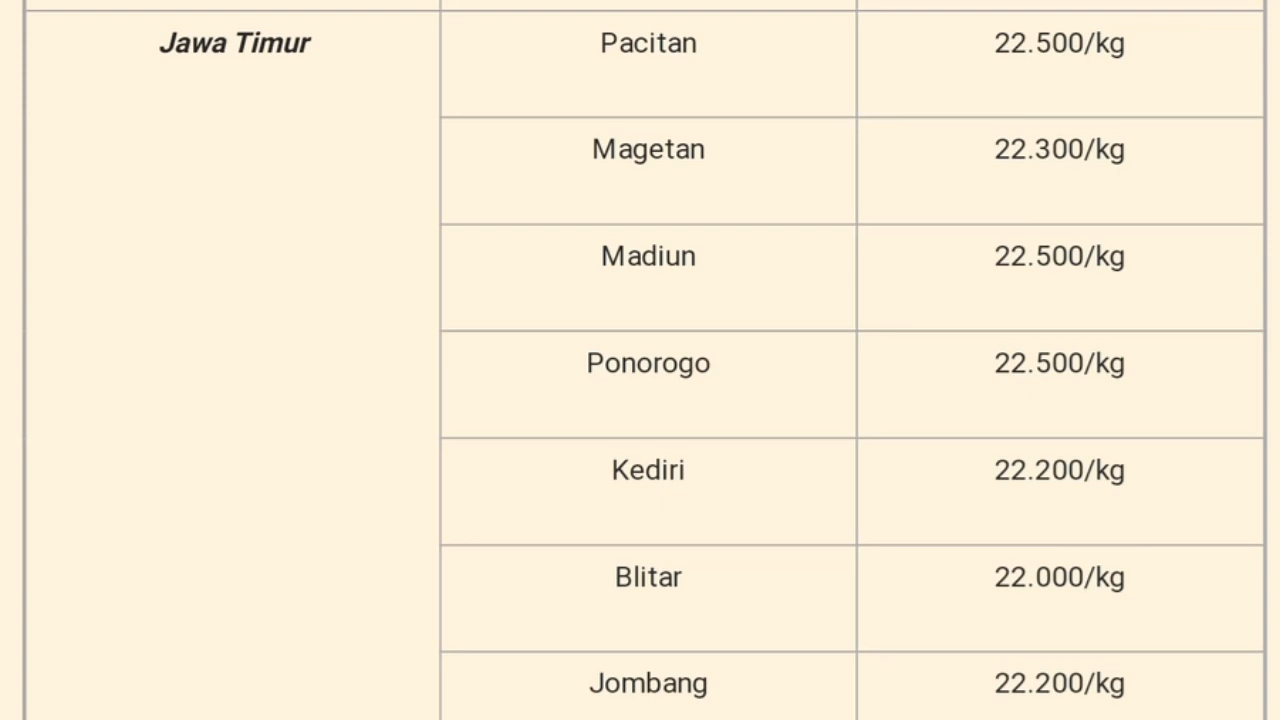 Jawa Timur Pacitan 22.500/kg
Magetan 22.300/kg
Madiun 22.500/kg
Ponorogo 22.500/kg
Kediri 22.200/kg
Blitar 22.000/kg
Jombang 22.200/kg